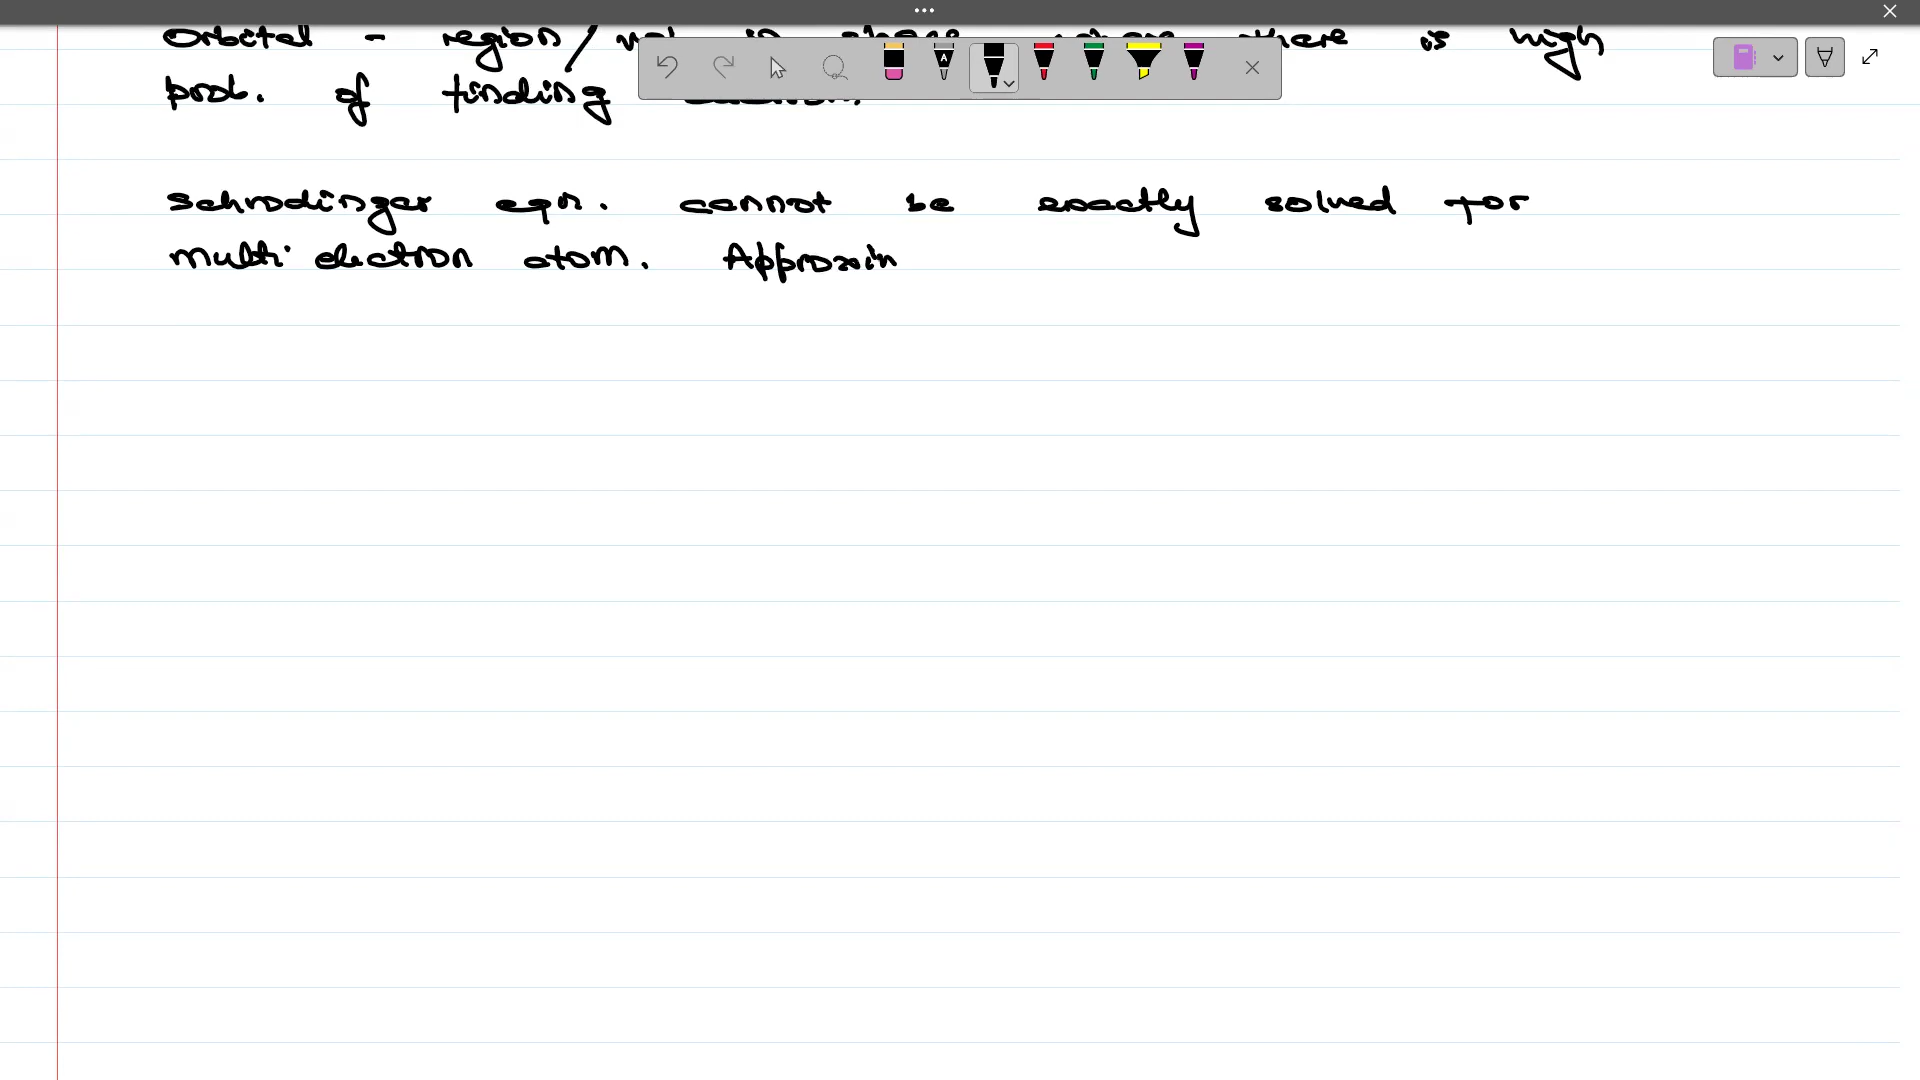 Orbital - region/vol. in space where there is high
prob. of finding electron.
Schrodinger eqn. cannot be exactly solved for
multi electron atom. Approxim